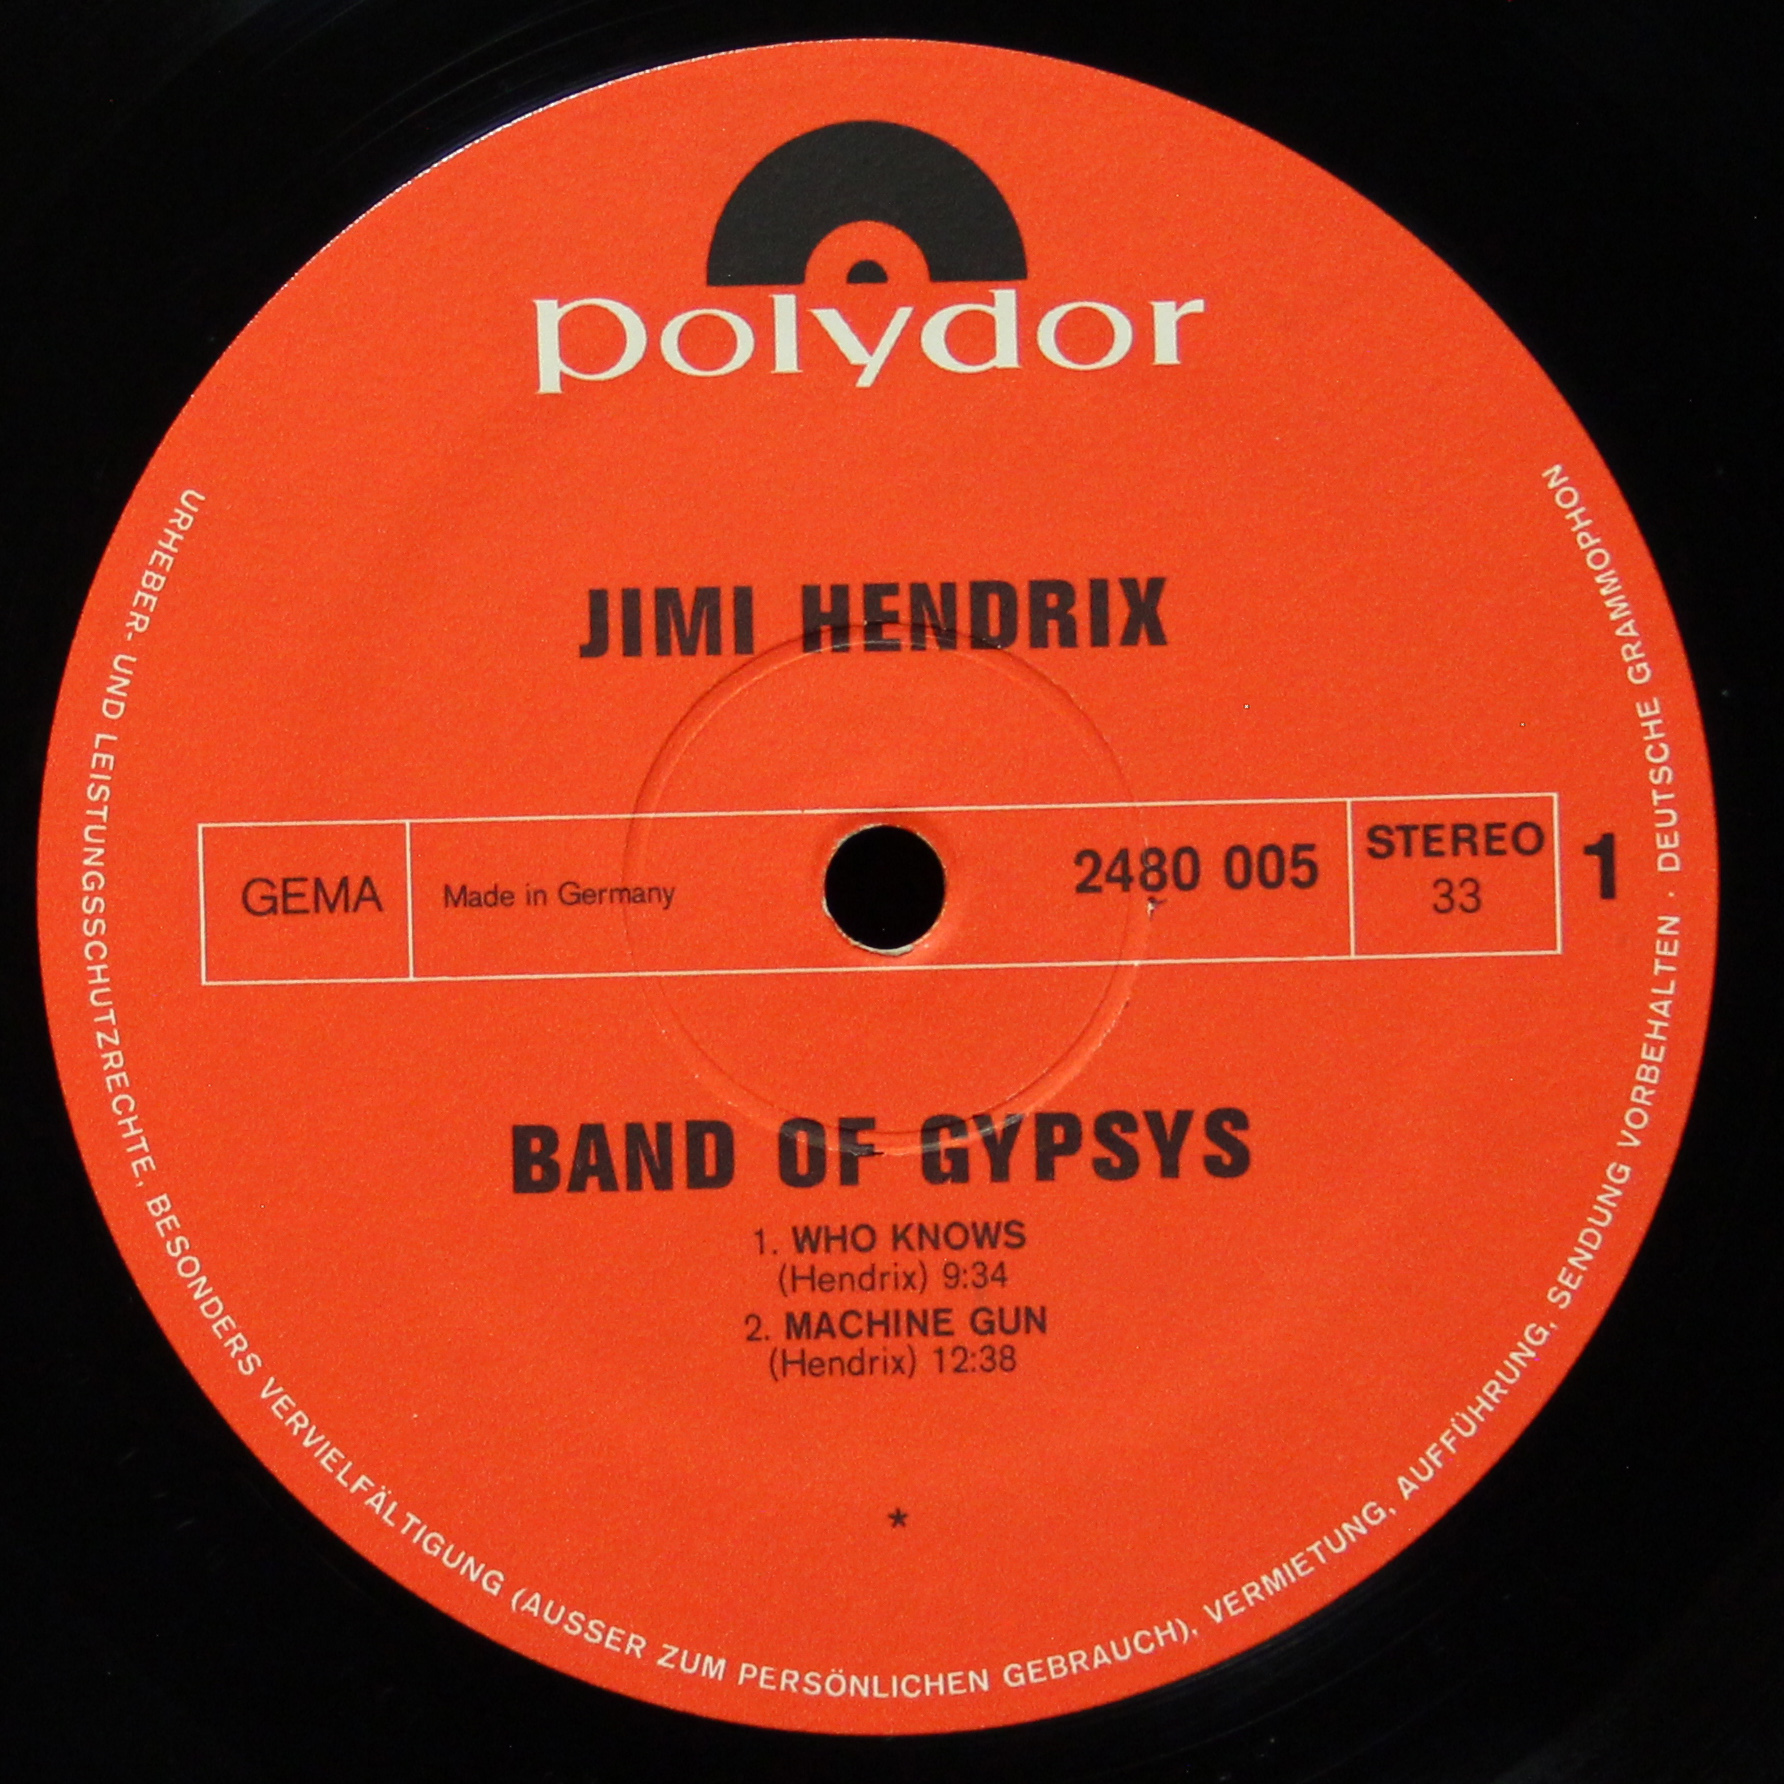 polydor
JIMI HENDRIX
GEMA
Made in Germany
2480 005
STEREO
33
1
BAND OF GYPSYS
1. WHO KNOWS
(Hendrix) 9:34
2. MACHINE GUN
(Hendrix) 12:38
*
URHEBER- UND LEISTUNGSSCHUTZRECHTE, BESONDERS VERVIELFÄLTIGUNG (AUSSER ZUM PERSÖNLICHEN GEBRAUCH), VERMIETUNG, AUFFÜHRUNG, SENDUNG VORBEHALTEN · DEUTSCHE GRAMMOPHON